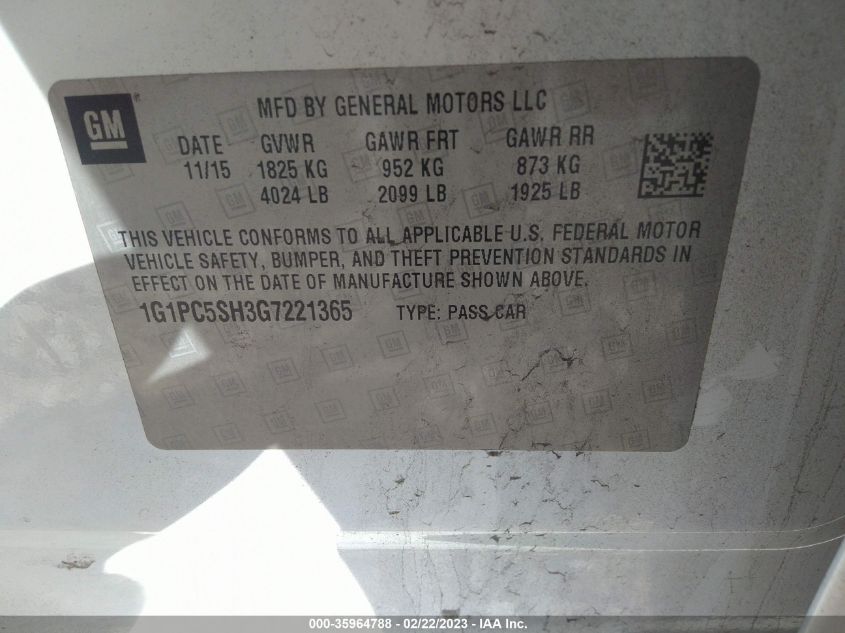 GM ®
MFD BY GENERAL MOTORS LLC
DATE GVWR GAWR FRT GAWR RR
11/15 1825 KG 952 KG 873 KG
4024 LB 2099 LB 1925 LB
THIS VEHICLE CONFORMS TO ALL APPLICABLE U.S. FEDERAL MOTOR
VEHICLE SAFETY, BUMPER, AND THEFT PREVENTION STANDARDS IN
EFFECT ON THE DATE OF MANUFACTURE SHOWN ABOVE.
1G1PC5SH3G7221365 TYPE: PASS CAR
000-35964788 - 02/22/2023 - IAA Inc.